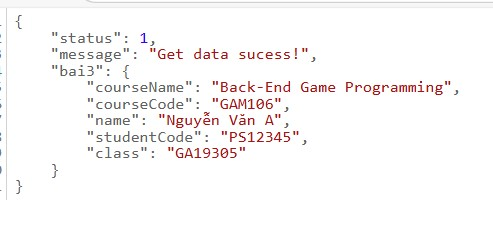 {
"status": 1,
"message": "Get data sucess!",
"bai3": {
"courseName": "Back-End Game Programming",
"courseCode": "GAM106",
"name": "Nguyễn Văn A",
"studentCode": "PS12345",
"class": "GA19305"
}
}